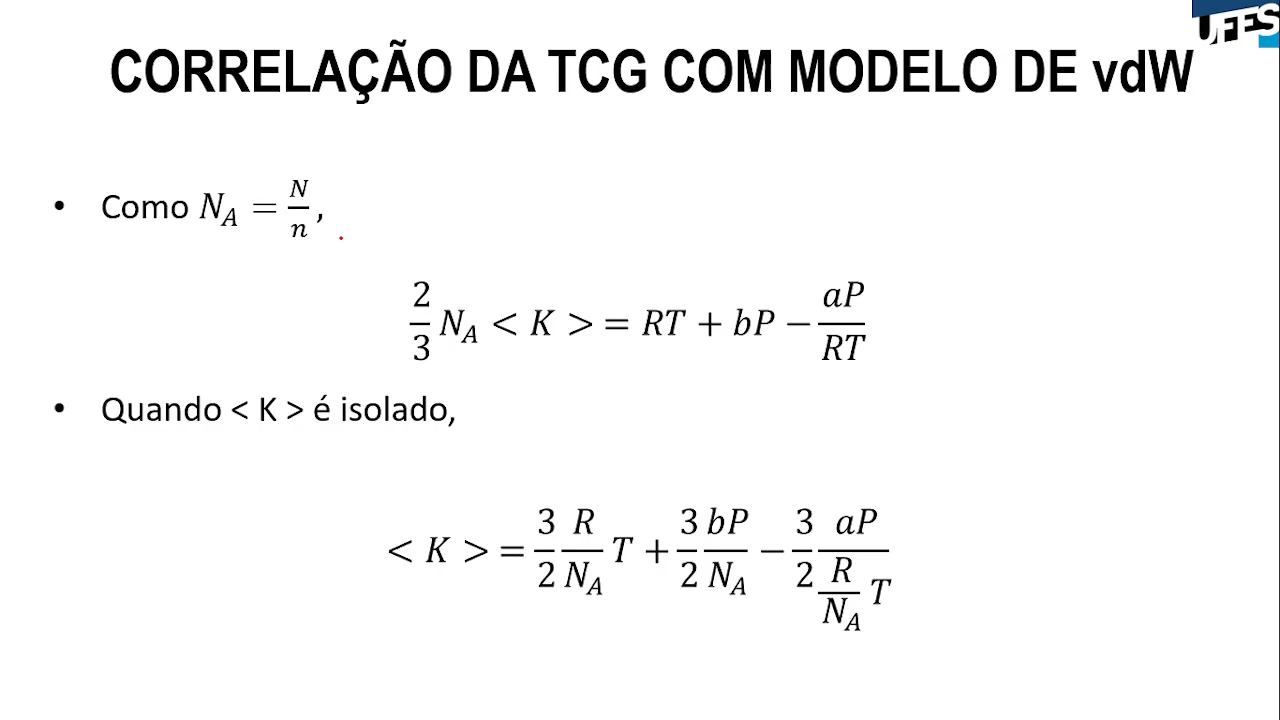 UFES
CORRELAÇÃO DA TCG COM MODELO DE vdW
• Como N_A = N/n,
2/3 N_A < K > = RT + bP − aP/RT
• Quando < K > é isolado,
< K > = 3/2 R/N_A T + 3/2 bP/N_A − 3/2 aP/(R/N_A T)